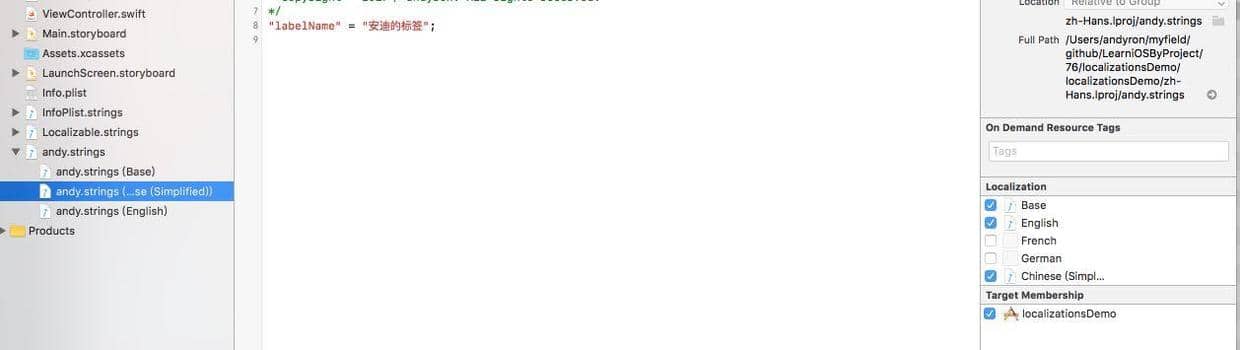 ViewController.swift
Main.storyboard
Assets.xcassets
LaunchScreen.storyboard
Info.plist
InfoPlist.strings
Localizable.strings
andy.strings
andy.strings (Base)
andy.strings (...se (Simplified))
andy.strings (English)
Products
7 */
8 "labelName" = "安迪的标签";
9
Location Relative to Group
zh-Hans.lproj/andy.strings
Full Path /Users/andyron/myfield/
github/LearniOSByProject/
76/localizationsDemo/
localizationsDemo/zh-
Hans.lproj/andy.strings
On Demand Resource Tags
Tags
Localization
Base
English
French
German
Chinese (Simpl...
Target Membership
localizationsDemo